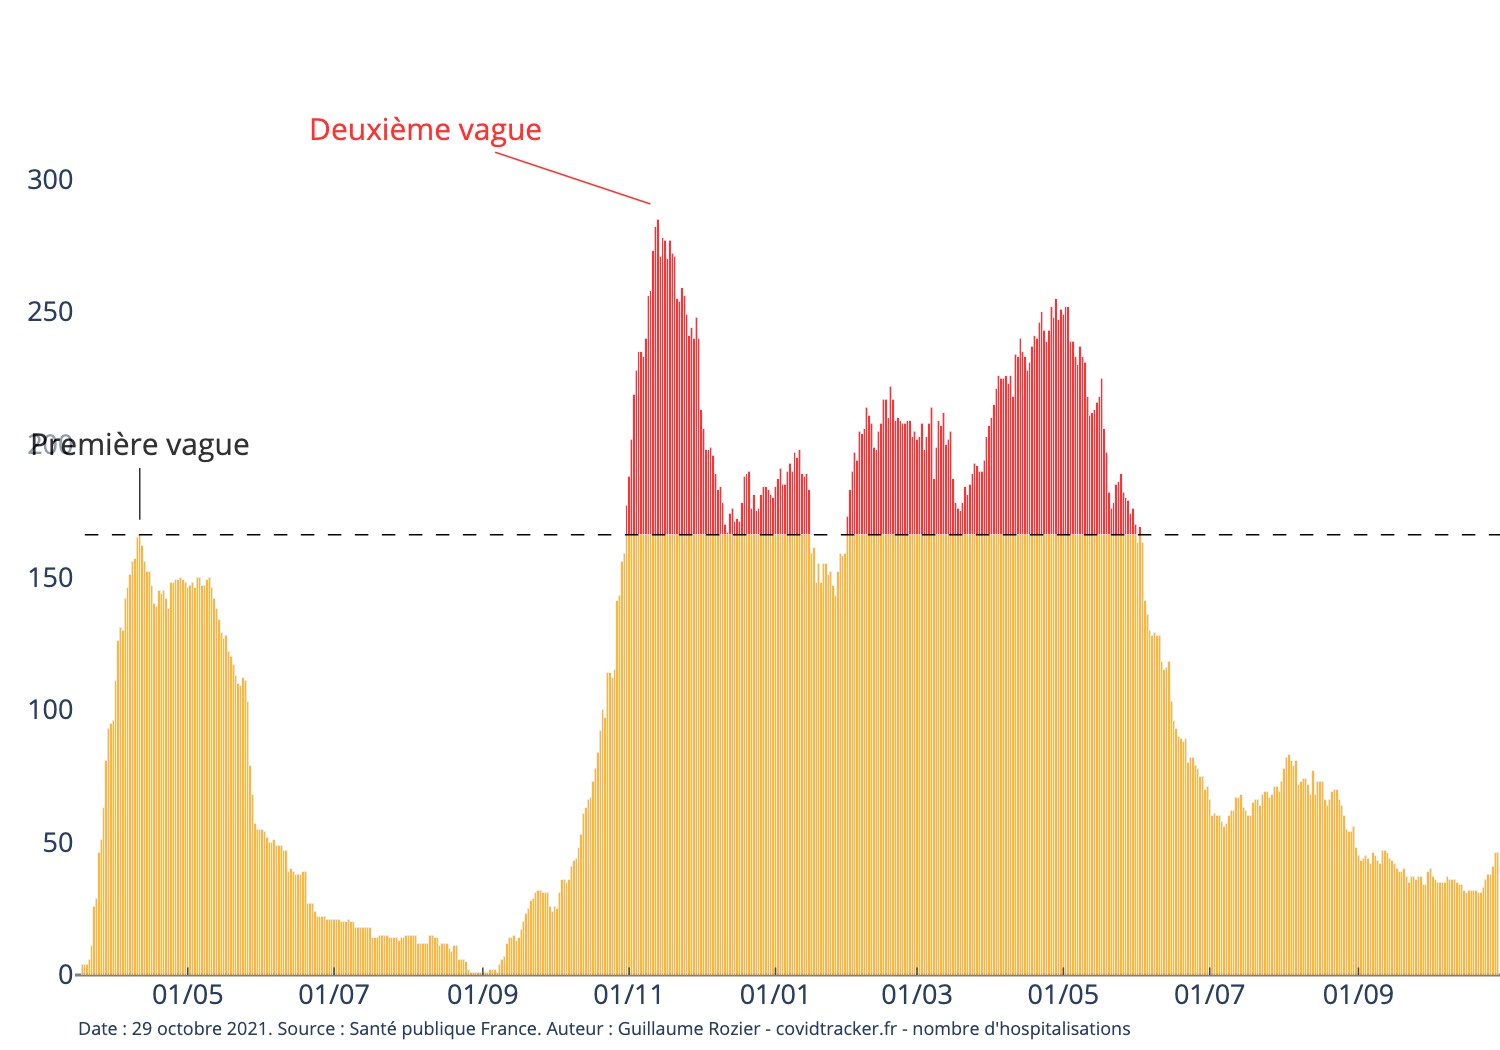 Deuxième vague
300
250
200
Première vague
150
100
50
0
01/05 01/07 01/09 01/11 01/01 01/03 01/05 01/07 01/09
Date : 29 octobre 2021. Source : Santé publique France. Auteur : Guillaume Rozier - covidtracker.fr - nombre d'hospitalisations